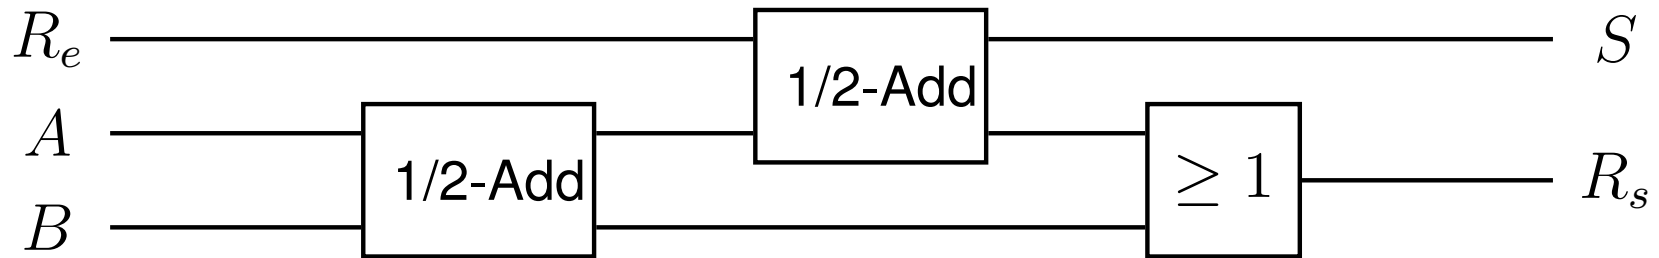 R_e
S
1/2-Add
A
1/2-Add
≥ 1
R_s
B